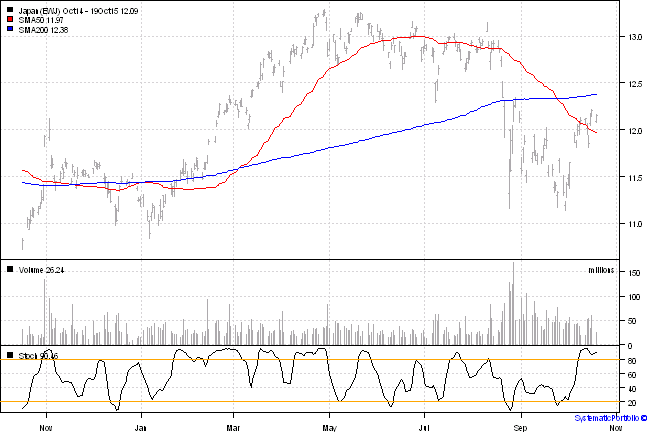 Japan (EWJ) Oct14 - 19Oct15 12.09
SMA50 11.97
SMA200 12.38
13.0
12.5
12.0
11.5
11.0
Volume 26.24
millions
150
100
50
0
Stoch 90.46
80
60
40
20
Nov Jan Mar May Jul Sep Nov
SystematicPortfolio ©